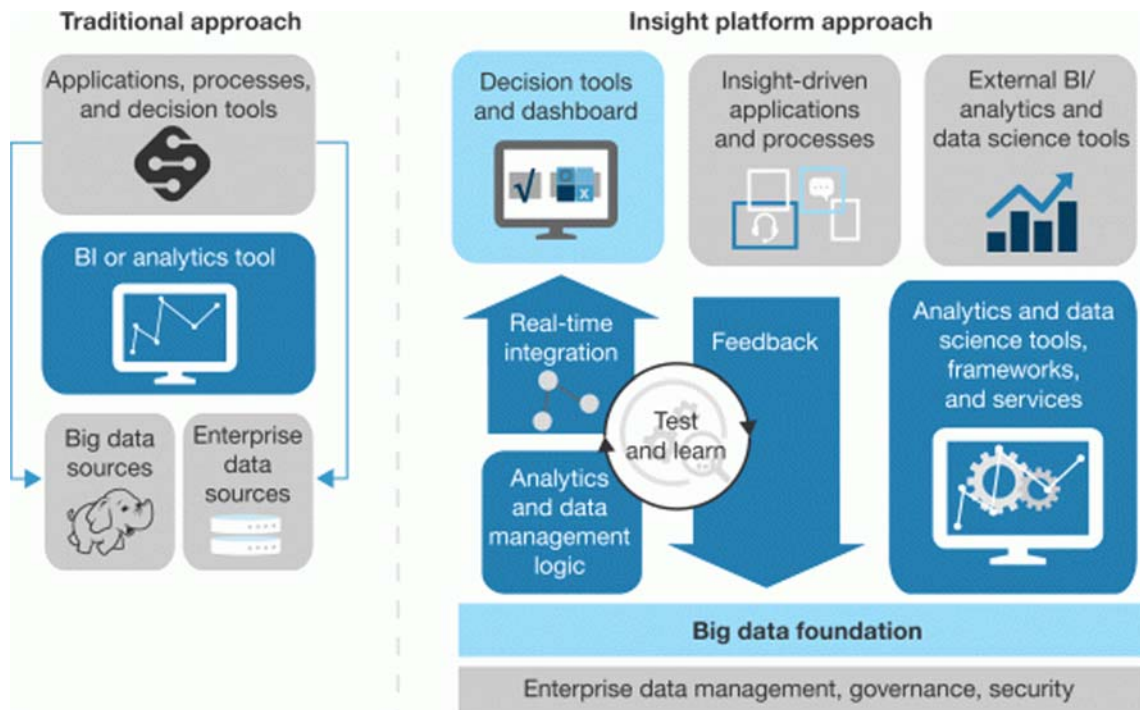 Traditional approach
Applications, processes,
and decision tools
BI or analytics tool
Big data
sources
Enterprise
data
sources
Insight platform approach
Decision tools
and dashboard
√
x
Insight-driven
applications
and processes
External BI/
analytics and
data science tools
Real-time
integration
Feedback
Test
and learn
Analytics
and data
management
logic
Analytics and data
science tools,
frameworks,
and services
Big data foundation
Enterprise data management, governance, security